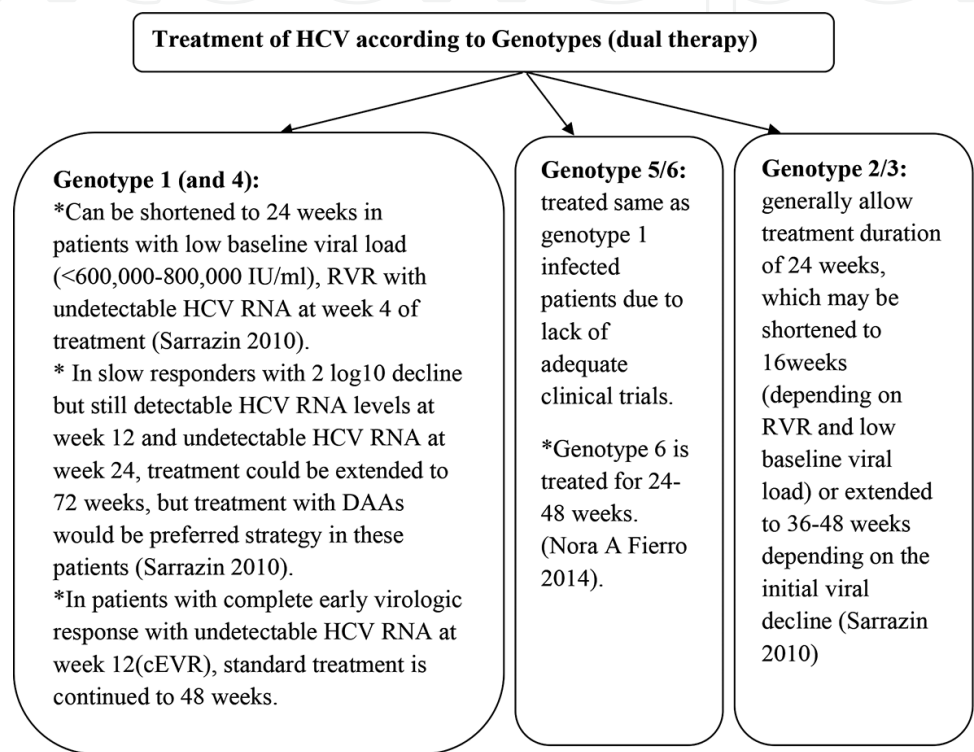 Treatment of HCV according to Genotypes (dual therapy)
Genotype 1 (and 4):
*Can be shortened to 24 weeks in
patients with low baseline viral load
(<600,000-800,000 IU/ml), RVR with
undetectable HCV RNA at week 4 of
treatment (Sarrazin 2010).
* In slow responders with 2 log10 decline
but still detectable HCV RNA levels at
week 12 and undetectable HCV RNA at
week 24, treatment could be extended to
72 weeks, but treatment with DAAs
would be preferred strategy in these
patients (Sarrazin 2010).
*In patients with complete early virologic
response with undetectable HCV RNA at
week 12(cEVR), standard treatment is
continued to 48 weeks.
Genotype 5/6:
treated same as
genotype 1
infected
patients due to
lack of
adequate
clinical trials.
*Genotype 6 is
treated for 24-
48 weeks.
(Nora A Fierro
2014).
Genotype 2/3:
generally allow
treatment duration
of 24 weeks,
which may be
shortened to
16weeks
(depending on
RVR and low
baseline viral
load) or extended
to 36-48 weeks
depending on the
initial viral
decline (Sarrazin
2010)